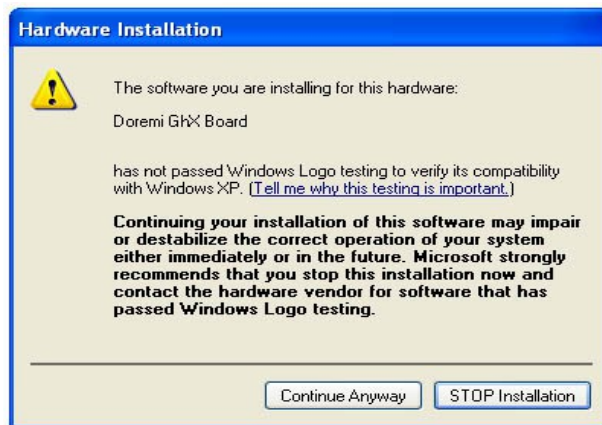 Hardware Installation
The software you are installing for this hardware:
Doremi GhX Board
has not passed Windows Logo testing to verify its compatibility
with Windows XP. (Tell me why this testing is important.)
Continuing your installation of this software may impair
or destabilize the correct operation of your system
either immediately or in the future. Microsoft strongly
recommends that you stop this installation now and
contact the hardware vendor for software that has
passed Windows Logo testing.
Continue Anyway
STOP Installation